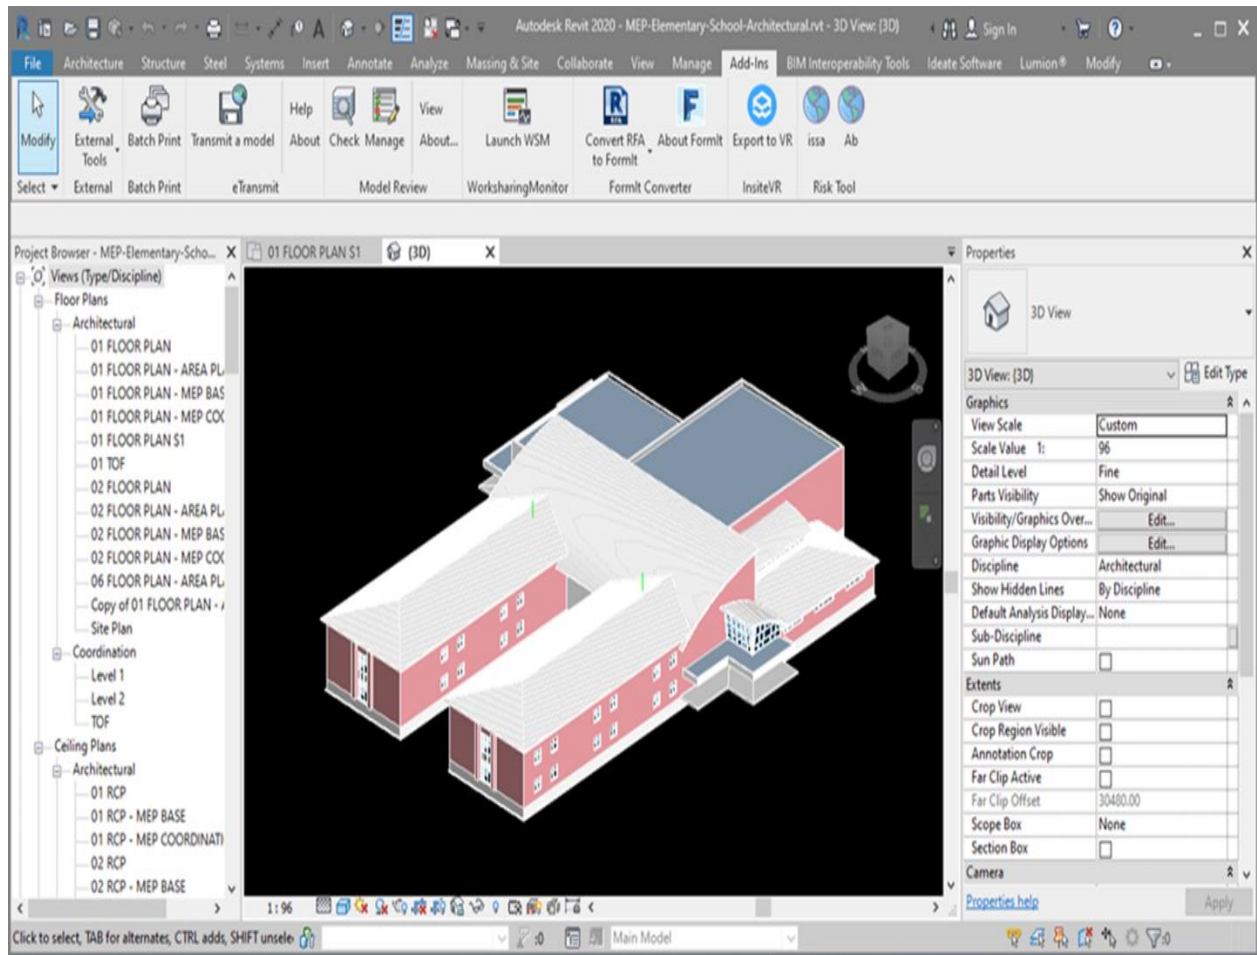 Autodesk Revit 2020 - MEP-Elementary-School-Architectural.rvt - 3D View: {3D}
Sign In
File Architecture Structure Steel Systems Insert Annotate Analyze Massing & Site Collaborate View Manage Add-Ins BIM Interoperability Tools Ideate Software Lumion® Modify
Modify External Tools Batch Print Transmit a model Help About Check Manage View About... Launch WSM Convert RFA to FormIt About FormIt Export to VR issa Ab
Select External Batch Print eTransmit Model Review WorksharingMonitor FormIt Converter InsiteVR Risk Tool
Project Browser - MEP-Elementary-Scho... X
01 FLOOR PLAN S1
{3D} X
Properties X
Views (Type/Discipline)
Floor Plans
Architectural
01 FLOOR PLAN
01 FLOOR PLAN - AREA PL
01 FLOOR PLAN - MEP BAS
01 FLOOR PLAN - MEP COO
01 FLOOR PLAN S1
01 TOF
02 FLOOR PLAN
02 FLOOR PLAN - AREA PL
02 FLOOR PLAN - MEP BAS
02 FLOOR PLAN - MEP COO
06 FLOOR PLAN - AREA PL
Copy of 01 FLOOR PLAN -
Site Plan
Coordination
Level 1
Level 2
TOF
Ceiling Plans
Architectural
01 RCP
01 RCP - MEP BASE
01 RCP - MEP COORDINATI
02 RCP
02 RCP - MEP BASE
3D View
3D View: {3D} Edit Type
Graphics
View Scale Custom
Scale Value 1: 96
Detail Level Fine
Parts Visibility Show Original
Visibility/Graphics Over... Edit...
Graphic Display Options Edit...
Discipline Architectural
Show Hidden Lines By Discipline
Default Analysis Display... None
Sub-Discipline
Sun Path
Extents
Crop View
Crop Region Visible
Annotation Crop
Far Clip Active
Far Clip Offset 30480.00
Scope Box None
Section Box
Camera
Properties help Apply
1 : 96
Click to select, TAB for alternates, CTRL adds, SHIFT unsele
:0
Main Model
:0